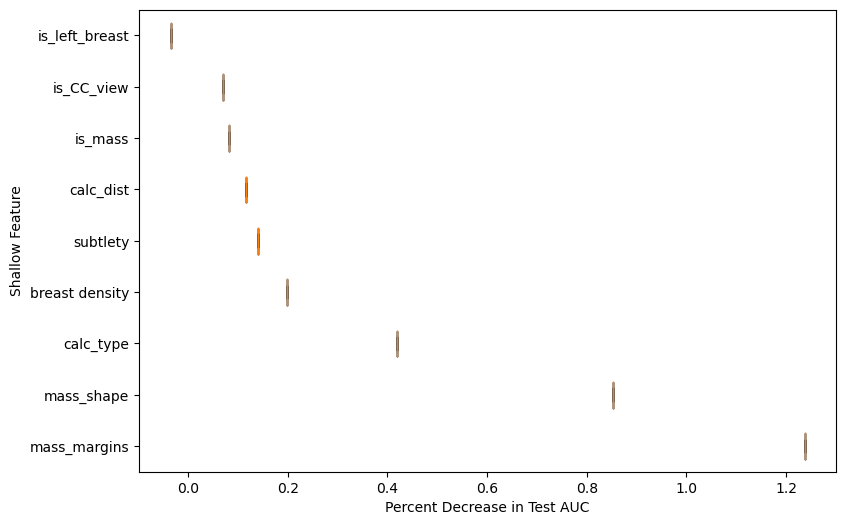 is_left_breast
is_CC_view
is_mass
calc_dist
subtlety
breast density
calc_type
mass_shape
mass_margins
Shallow Feature
0.0 0.2 0.4 0.6 0.8 1.0 1.2
Percent Decrease in Test AUC